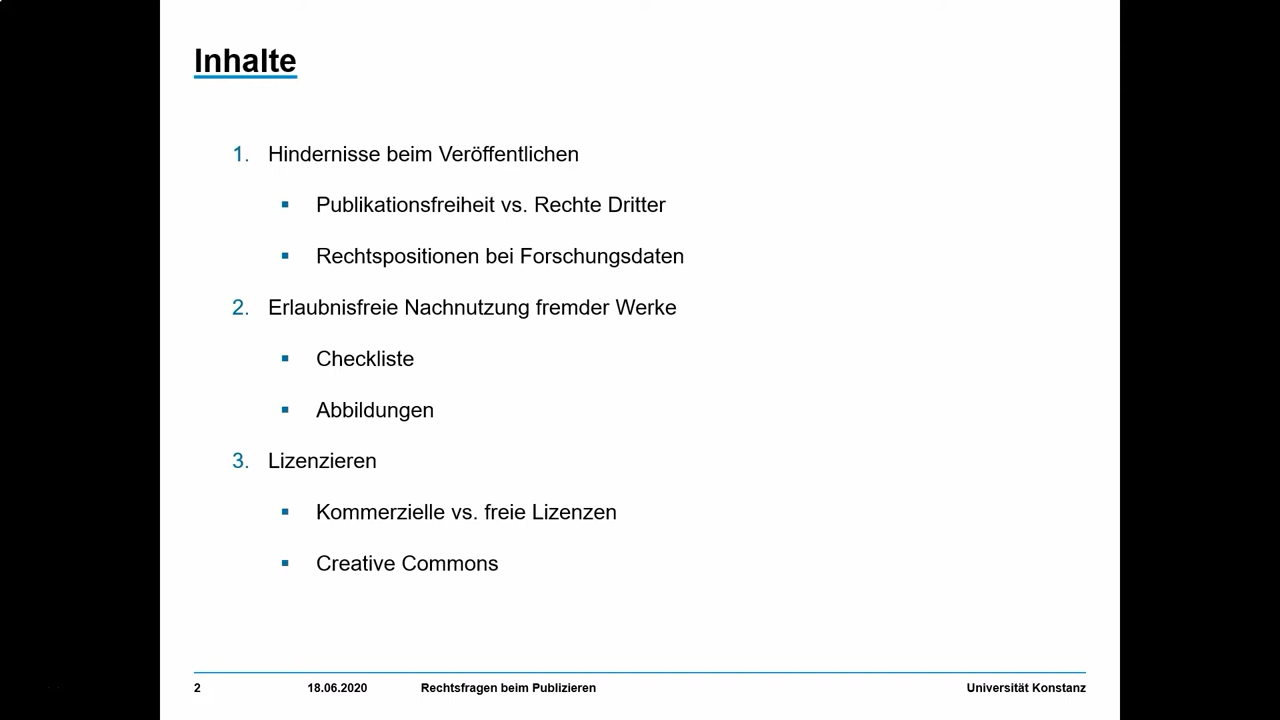 Inhalte
1. Hindernisse beim Veröffentlichen
▪ Publikationsfreiheit vs. Rechte Dritter
▪ Rechtspositionen bei Forschungsdaten
2. Erlaubnisfreie Nachnutzung fremder Werke
▪ Checkliste
▪ Abbildungen
3. Lizenzieren
▪ Kommerzielle vs. freie Lizenzen
▪ Creative Commons
2 18.06.2020 Rechtsfragen beim Publizieren Universität Konstanz